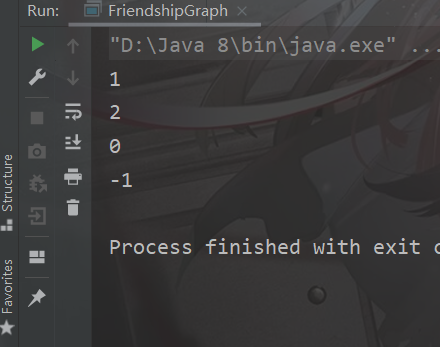 Run: FriendshipGraph
"D:\Java 8\bin\java.exe" ...
1
2
0
-1
Process finished with exit
Structure
Favorites